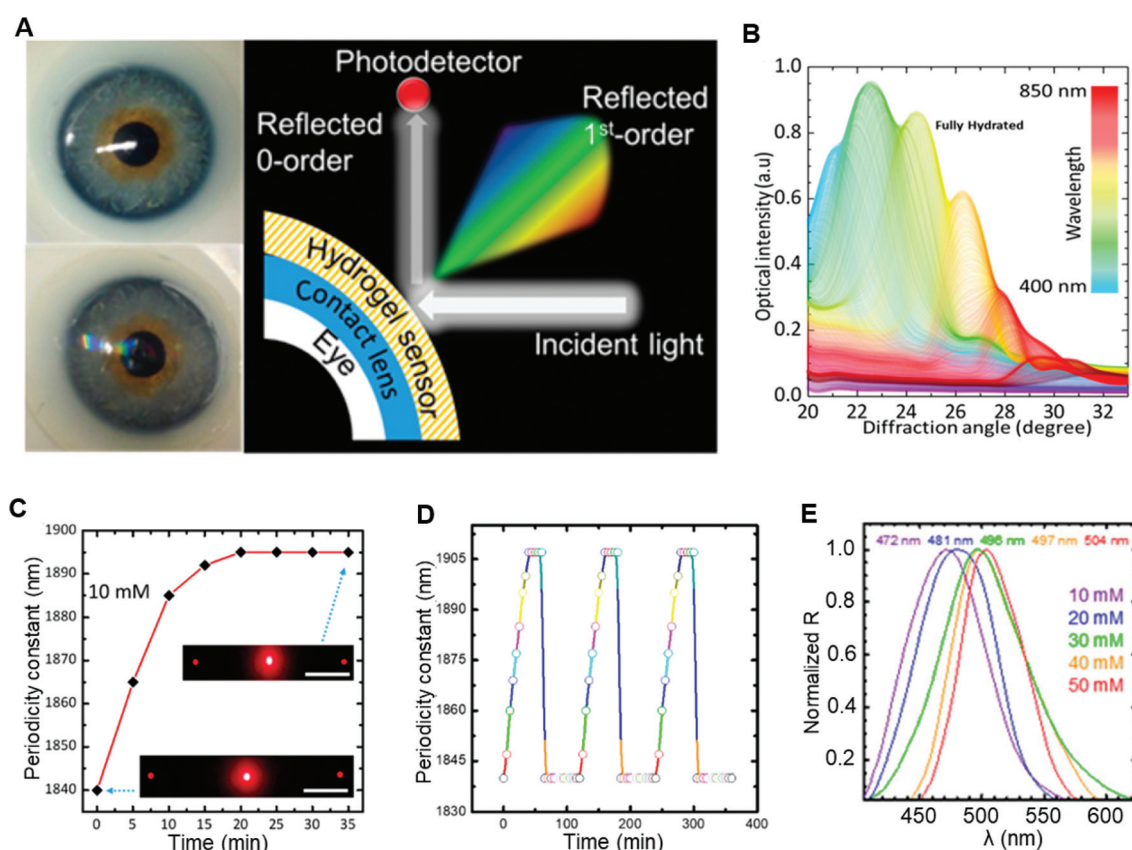 A
Photodetector
Reflected
0-order
Reflected
1st-order
Hydrogel sensor
Contact lens
Eye
Incident light
B
Optical intensity (a.u)
1.0
0.8
0.6
0.4
0.2
0.0
Fully Hydrated
850 nm
Wavelength
400 nm
20 22 24 26 28 30 32
Diffraction angle (degree)
C
Periodicity constant (nm)
1900
1890
1880
1870
1860
1850
1840
10 mM
0 5 10 15 20 25 30 35
Time (min)
D
Periodicity constant (nm)
1905
1890
1875
1860
1845
1830
0 100 200 300 400
Time (min)
E
Normalized R
1.0
0.8
0.6
0.4
0.2
472 nm 481 nm 496 nm 497 nm 504 nm
10 mM
20 mM
30 mM
40 mM
50 mM
450 500 550 600
λ (nm)